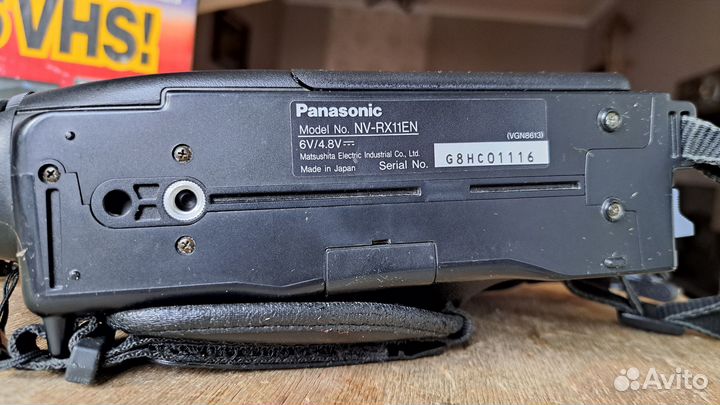 VHS!
Panasonic
Model No. NV-RX11EN
6V/4.8V⎓ (VGN8613)
Matsushita Electric Industrial Co., Ltd.
Made in Japan Serial No. G8HC01116
Avito